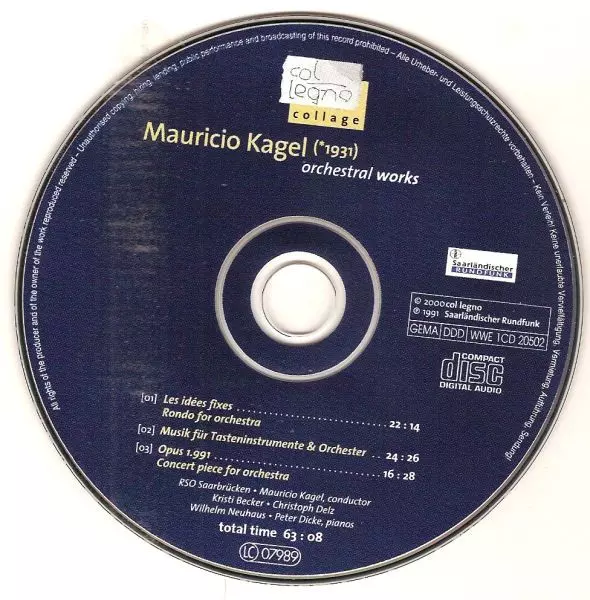 All rights of the producer and of the owner of the work reproduced reserved – Unauthorised copying, hiring, lending, public performance and broadcasting of this record prohibited – Alle Urheber- und Leistungsschutzrechte vorbehalten – Kein Verleih! Keine unerlaubte Vervielfältigung, Vermietung, Aufführung, Sendung!
col
legno
collage
Mauricio Kagel (*1931)
orchestral works
Saarländischer
RUNDFUNK
© 2000 col legno
℗ 1991 Saarländischer Rundfunk
GEMA DDD WWE 1CD 20502
COMPACT
disc
DIGITAL AUDIO
[01] Les idées fixes .......................... 22 : 14
Rondo for orchestra
[02] Musik für Tasteninstrumente & Orchester .. 24 : 26
[03] Opus 1.991 .............................. 16 : 28
Concert piece for orchestra
RSO Saarbrücken • Mauricio Kagel, conductor
Kristi Becker • Christoph Delz
Wilhelm Neuhaus • Peter Dicke, pianos
total time 63 : 08
LC 07989